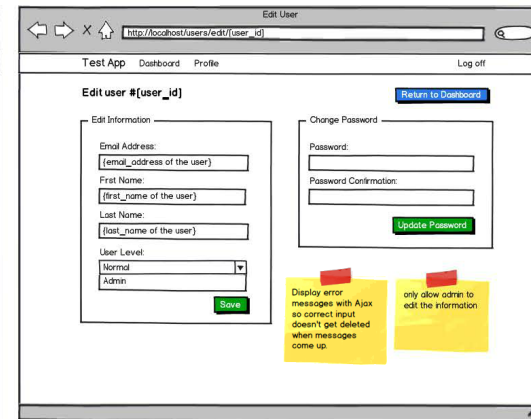 Edit User
http://localhost/users/edit/[user_id]
Test App Dashboard Profile Log off
Edit user #[user_id]
Return to Dashboard
Edit Information
Email Address:
{email_address of the user}
First Name:
{first_name of the user}
Last Name:
{last_name of the user}
User Level:
Normal
Admin
Save
Change Password
Password:
Password Confirmation:
Update Password
Display error
messages with Ajax
so correct input
doesn't get deleted
when messages
come up.
only allow admin to
edit the information